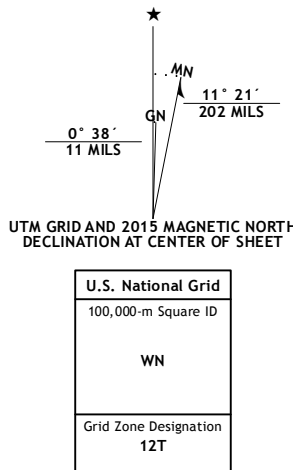 MN
GN
11° 21´
202 MILS
0° 38´
11 MILS
UTM GRID AND 2015 MAGNETIC NORTH
DECLINATION AT CENTER OF SHEET
U.S. National Grid
100,000-m Square ID
WN
Grid Zone Designation
12T